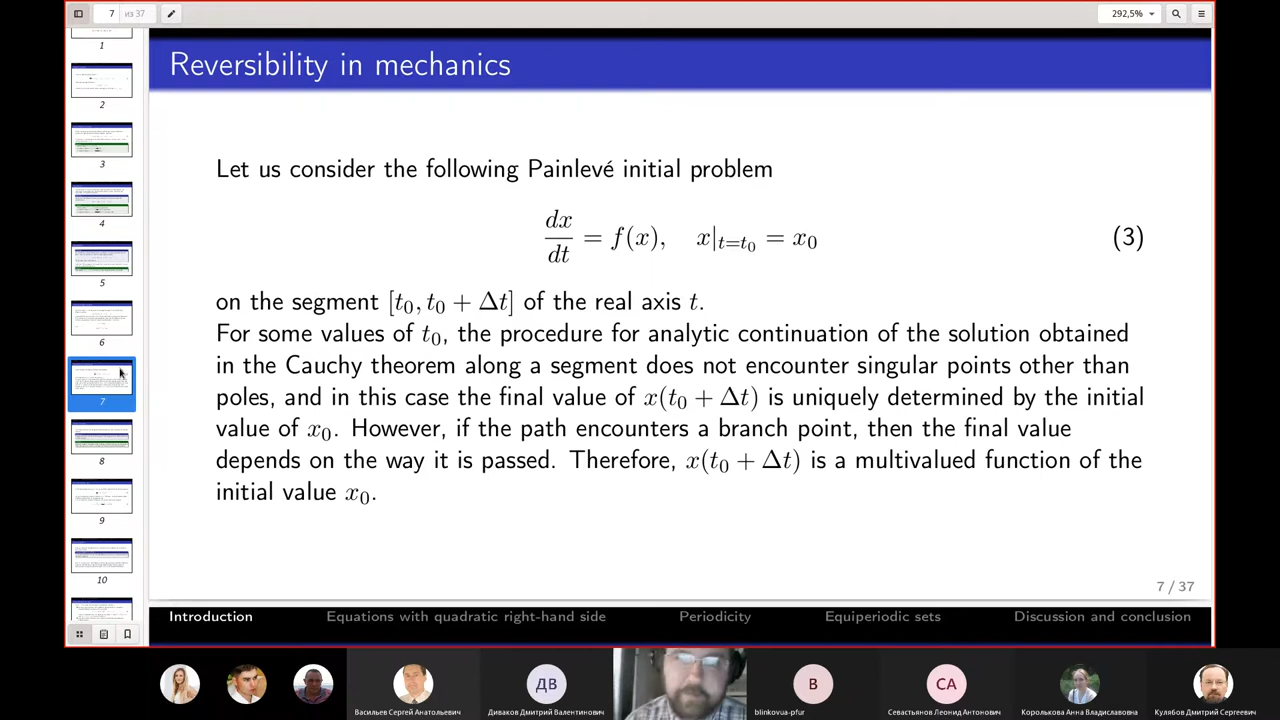 7 из 37 292,5%
Reversibility in mechanics
Let us consider the following Painlevé initial problem
dx/dt = f(x), x|t=t₀ = x₀ (3)
on the segment [t₀, t₀ + Δt] of the real axis t.
For some values of t₀, the procedure for analytic continuation of the solution obtained
in the Cauchy theorem along a segment does not encounter singular points other than
poles, and in this case the final value of x(t₀ + Δt) is uniquely determined by the initial
value of x₀. However, if the path encounters a branch point, then the final value
depends on the way it is passed. Therefore, x(t₀ + Δt) is a multivalued function of the
initial value x₀.
7 / 37
Introduction Equations with quadratic right-hand side Periodicity Equiperiodic sets Discussion and conclusion
1
2
3
4
5
6
7
8
9
10
ДВ В СА
Васильев Сергей Анатольевич Диваков Дмитрий Валентинович blinkovua-pfur Севастьянов Леонид Антонович Королькова Анна Владиславовна Кулябов Дмитрий Сергеевич